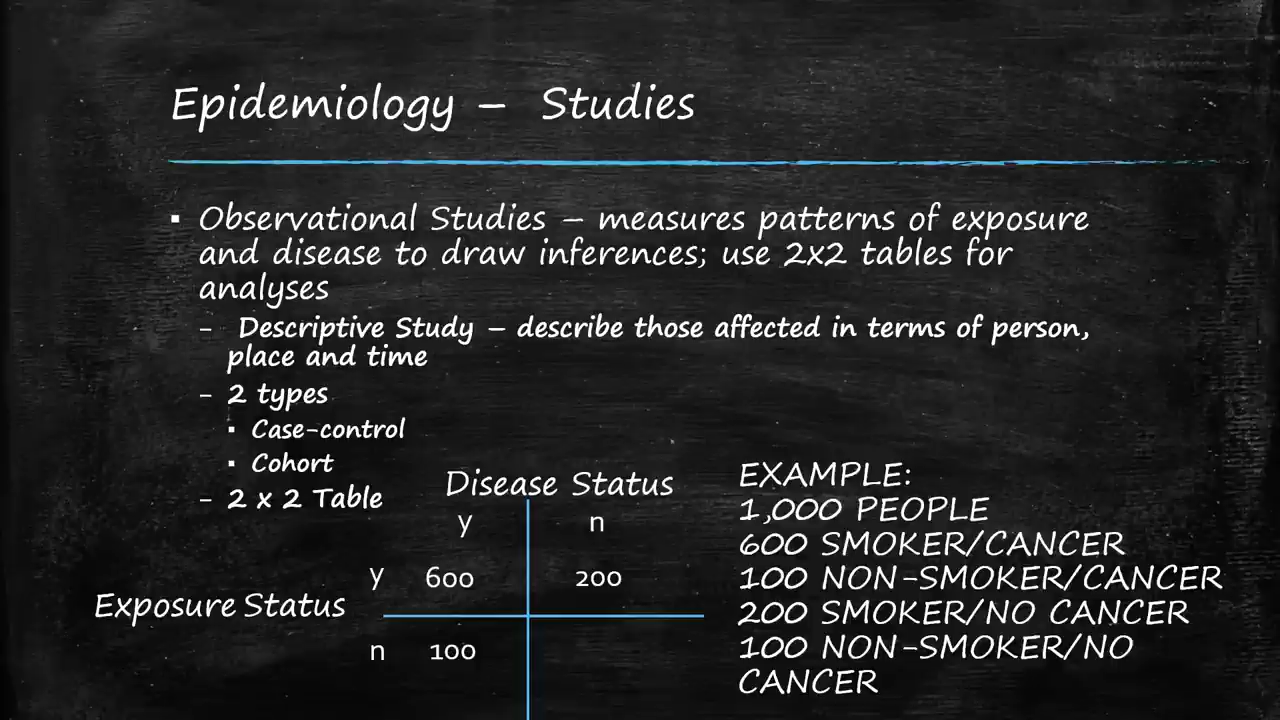 Epidemiology – Studies
▪ Observational Studies – measures patterns of exposure
and disease to draw inferences; use 2x2 tables for
analyses
– Descriptive Study – describe those affected in terms of person,
place and time
– 2 types
▪ Case-control
▪ Cohort
– 2 x 2 Table
Disease Status
y n
y 600 200
Exposure Status
n 100
EXAMPLE:
1,000 PEOPLE
600 SMOKER/CANCER
100 NON-SMOKER/CANCER
200 SMOKER/NO CANCER
100 NON-SMOKER/NO
CANCER